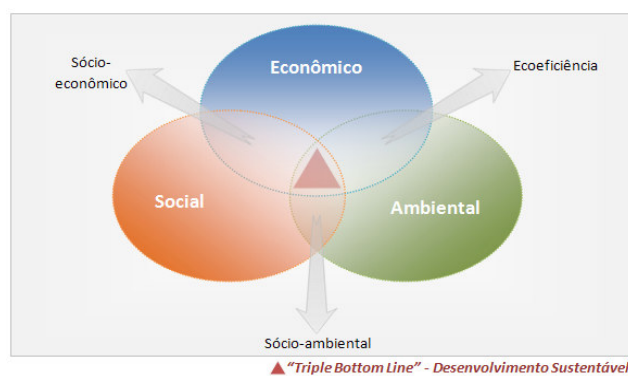 Econômico
Sócio-
econômico
Ecoeficiência
Social
Ambiental
Sócio-ambiental
"Triple Bottom Line" - Desenvolvimento Sustentável